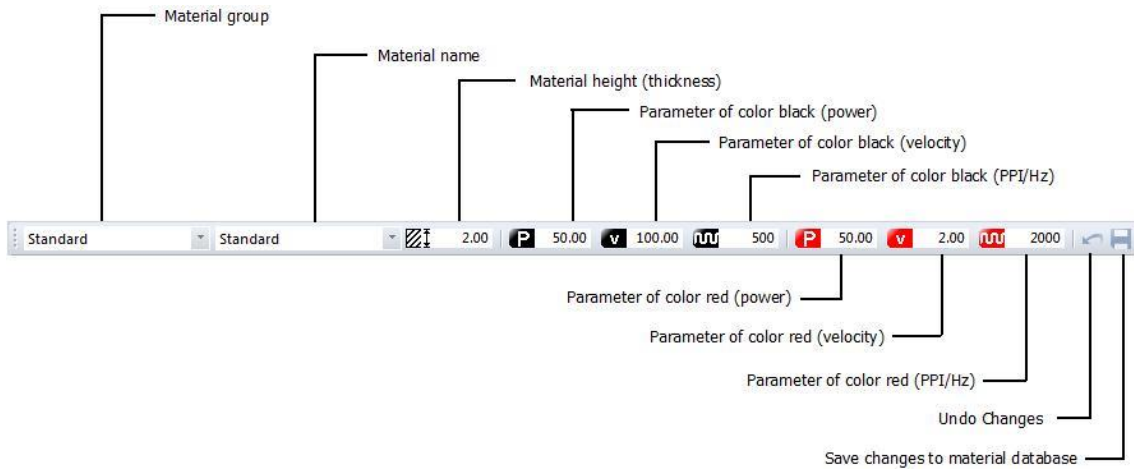 Material group
Material name
Material height (thickness)
Parameter of color black (power)
Parameter of color black (velocity)
Parameter of color black (PPI/Hz)
Standard Standard 2.00 P 50.00 v 100.00 500 P 50.00 v 2.00 2000
Parameter of color red (power)
Parameter of color red (velocity)
Parameter of color red (PPI/Hz)
Undo Changes
Save changes to material database